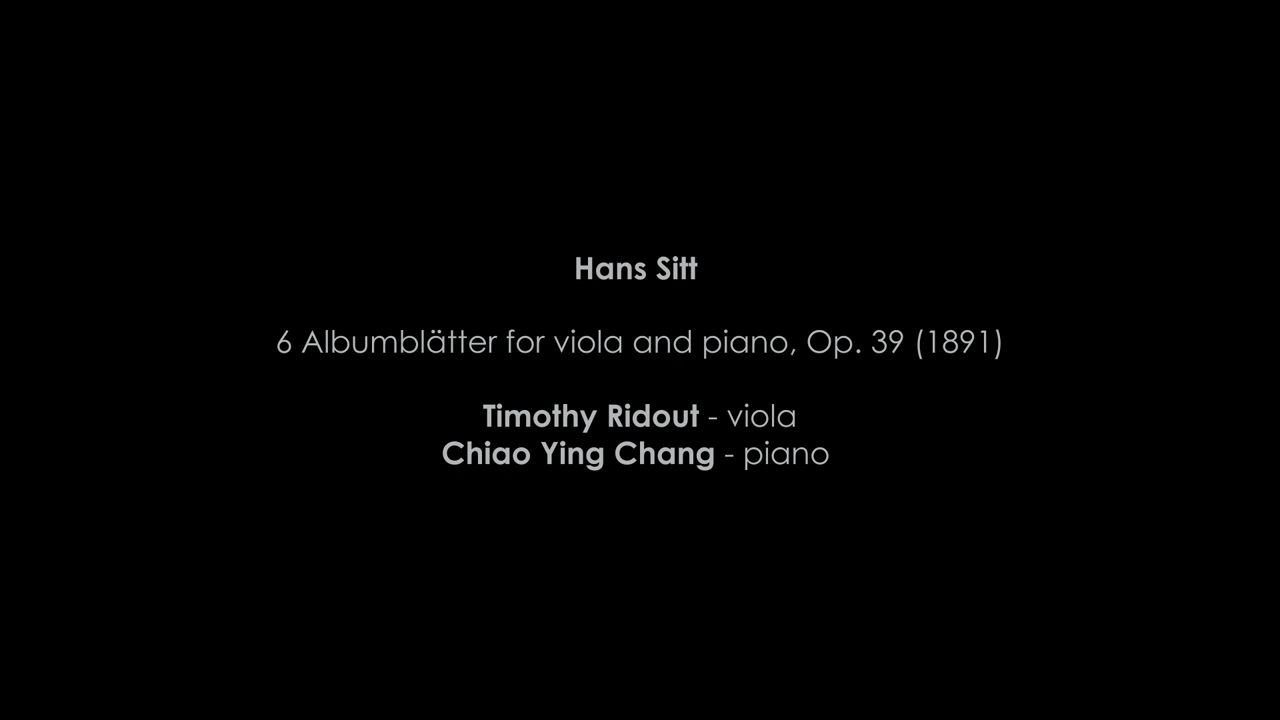 Hans Sitt
6 Albumblätter for viola and piano, Op. 39 (1891)
Timothy Ridout - viola
Chiao Ying Chang - piano